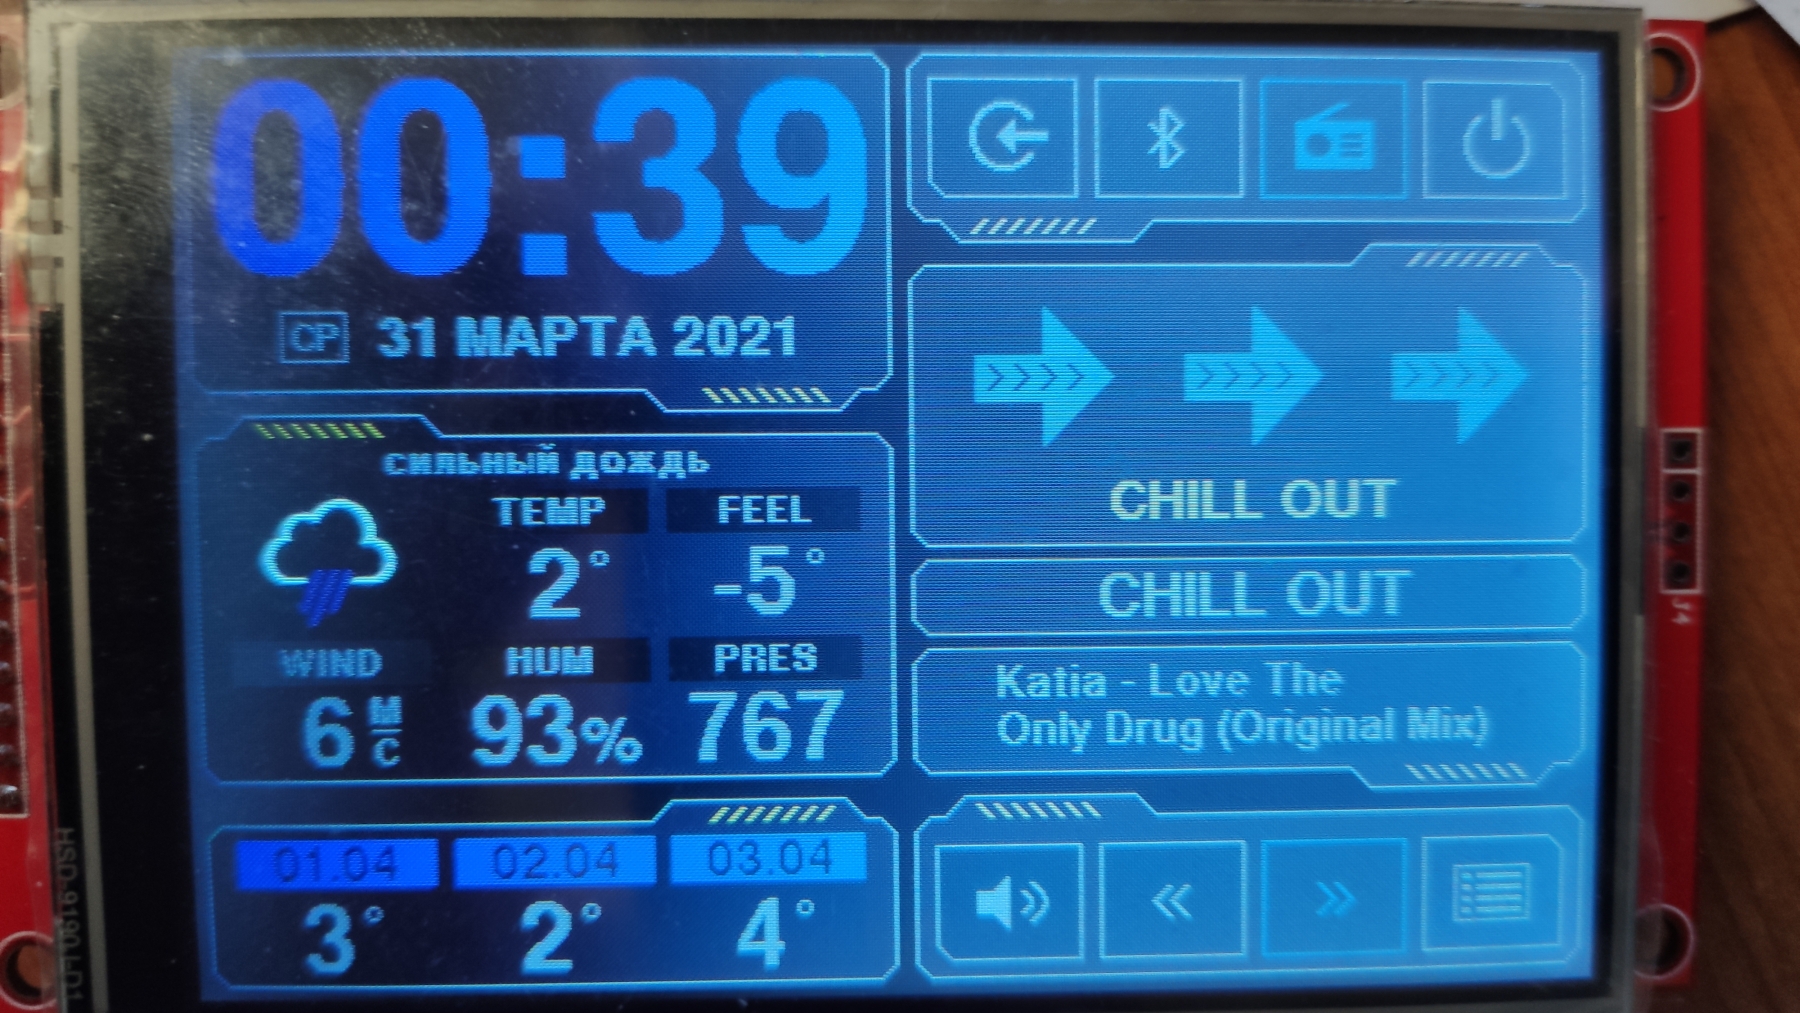 00:39
СР 31 МАРТА 2021
СИЛЬНЫЙ ДОЖДЬ
TEMP FEEL
2° -5°
WIND HUM PRES
6 М/С 93% 767
01.04 02.04 03.04
3° 2° 4°
CHILL OUT
CHILL OUT
Katia - Love The
Only Drug (Original Mix)
J4